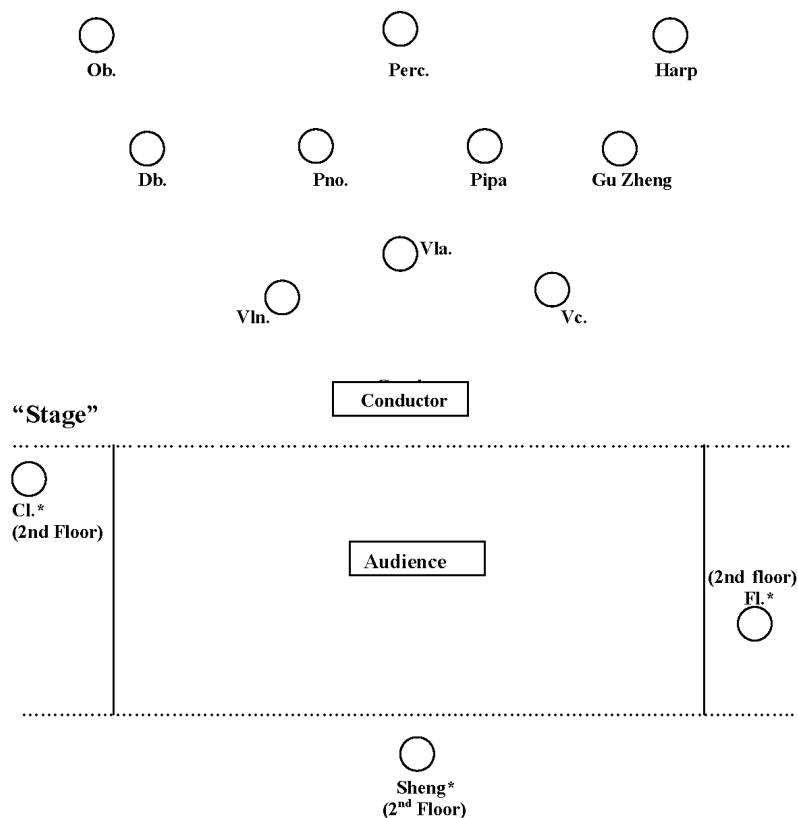 Ob. Perc. Harp
Db. Pno. Pipa Gu Zheng
Vla.
Vln. Vc.
Conductor
“Stage”
Cl.*
(2nd Floor)
Audience
(2nd floor)
Fl.*
Sheng*
(2nd Floor)